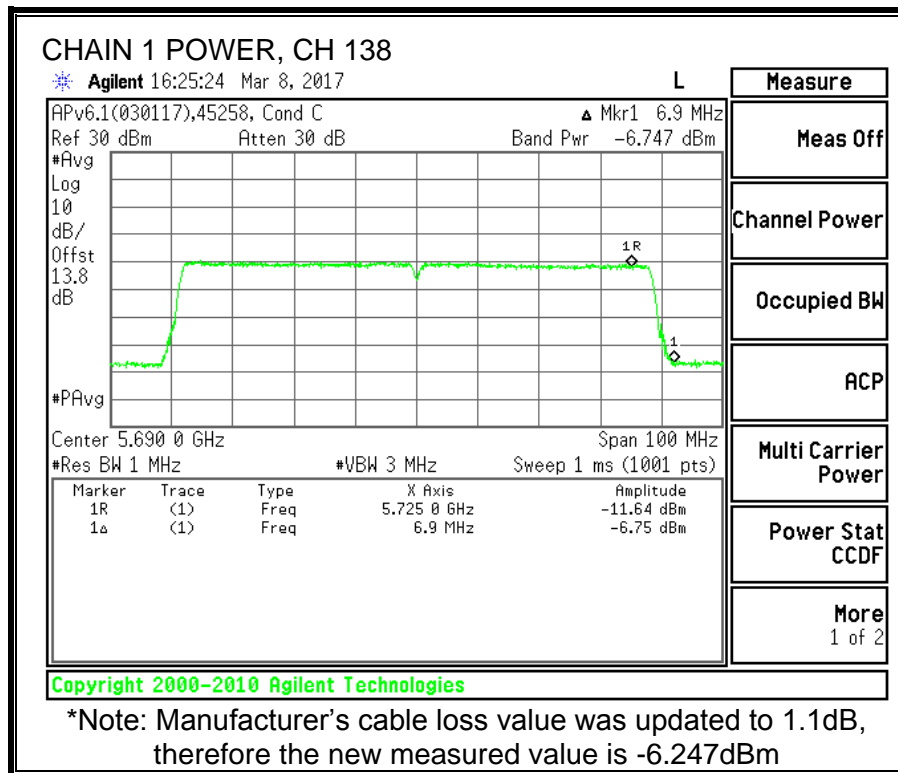 CHAIN 1 POWER, CH 138
Agilent 16:25:24 Mar 8, 2017 L Measure
APv6.1(030117),45258, Cond C Δ Mkr1 6.9 MHz
Ref 30 dBm Atten 30 dB Band Pwr -6.747 dBm
Meas Off
#Avg
Log
10
dB/
Offst
13.8
dB
1R
1
#PAvg
Channel Power
Occupied BW
ACP
Center 5.690 0 GHz Span 100 MHz
#Res BW 1 MHz #VBW 3 MHz Sweep 1 ms (1001 pts)
Multi Carrier
Power
Marker Trace Type X Axis Amplitude
1R (1) Freq 5.725 0 GHz -11.64 dBm
1Δ (1) Freq 6.9 MHz -6.75 dBm
Power Stat
CCDF
More
1 of 2
Copyright 2000-2010 Agilent Technologies
*Note: Manufacturer's cable loss value was updated to 1.1dB,
therefore the new measured value is -6.247dBm